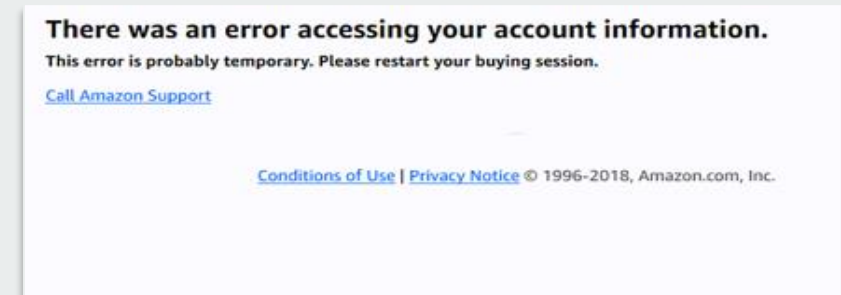 There was an error accessing your account information.
This error is probably temporary. Please restart your buying session.
Call Amazon Support
Conditions of Use | Privacy Notice © 1996-2018, Amazon.com, Inc.